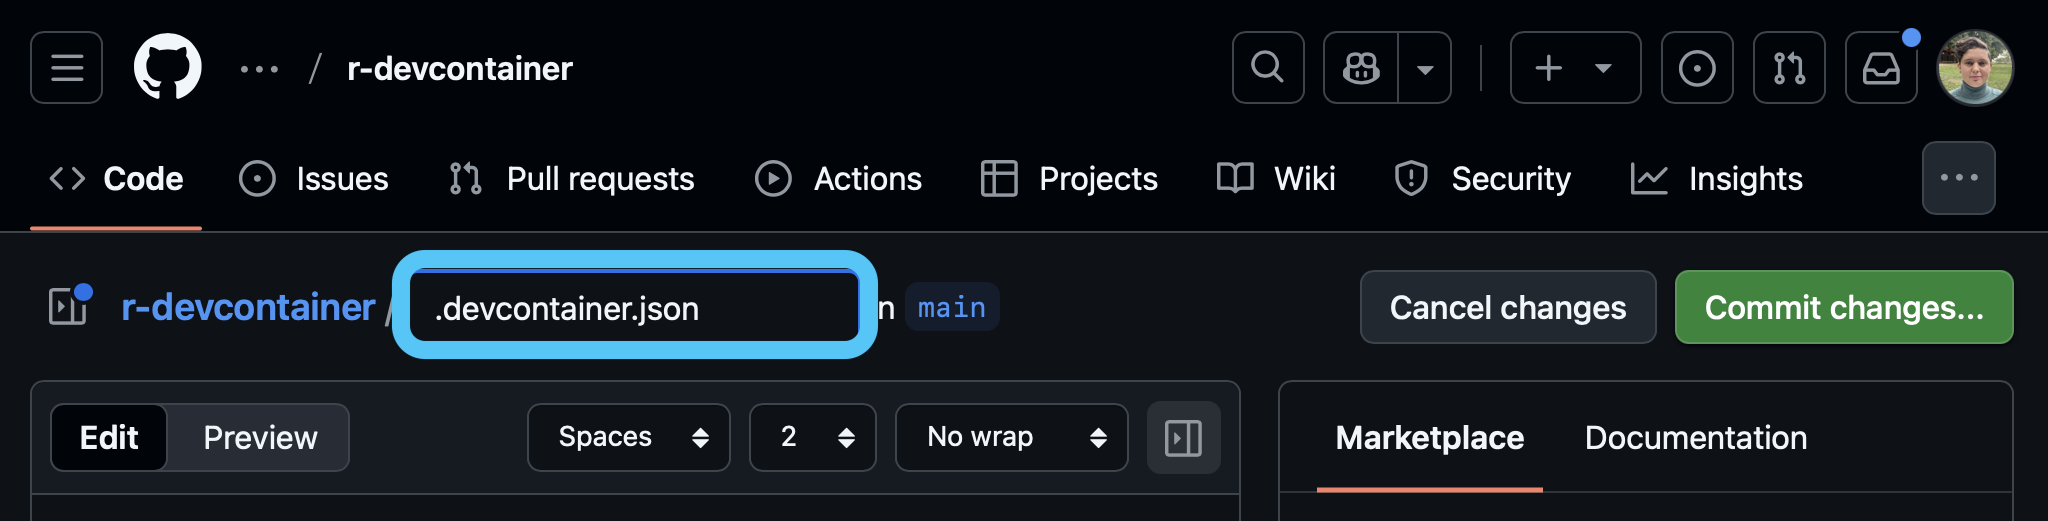 ... / r-devcontainer
Code Issues Pull requests Actions Projects Wiki Security Insights ...
r-devcontainer / .devcontainer.json n main Cancel changes Commit changes...
Edit Preview Spaces 2 No wrap Marketplace Documentation